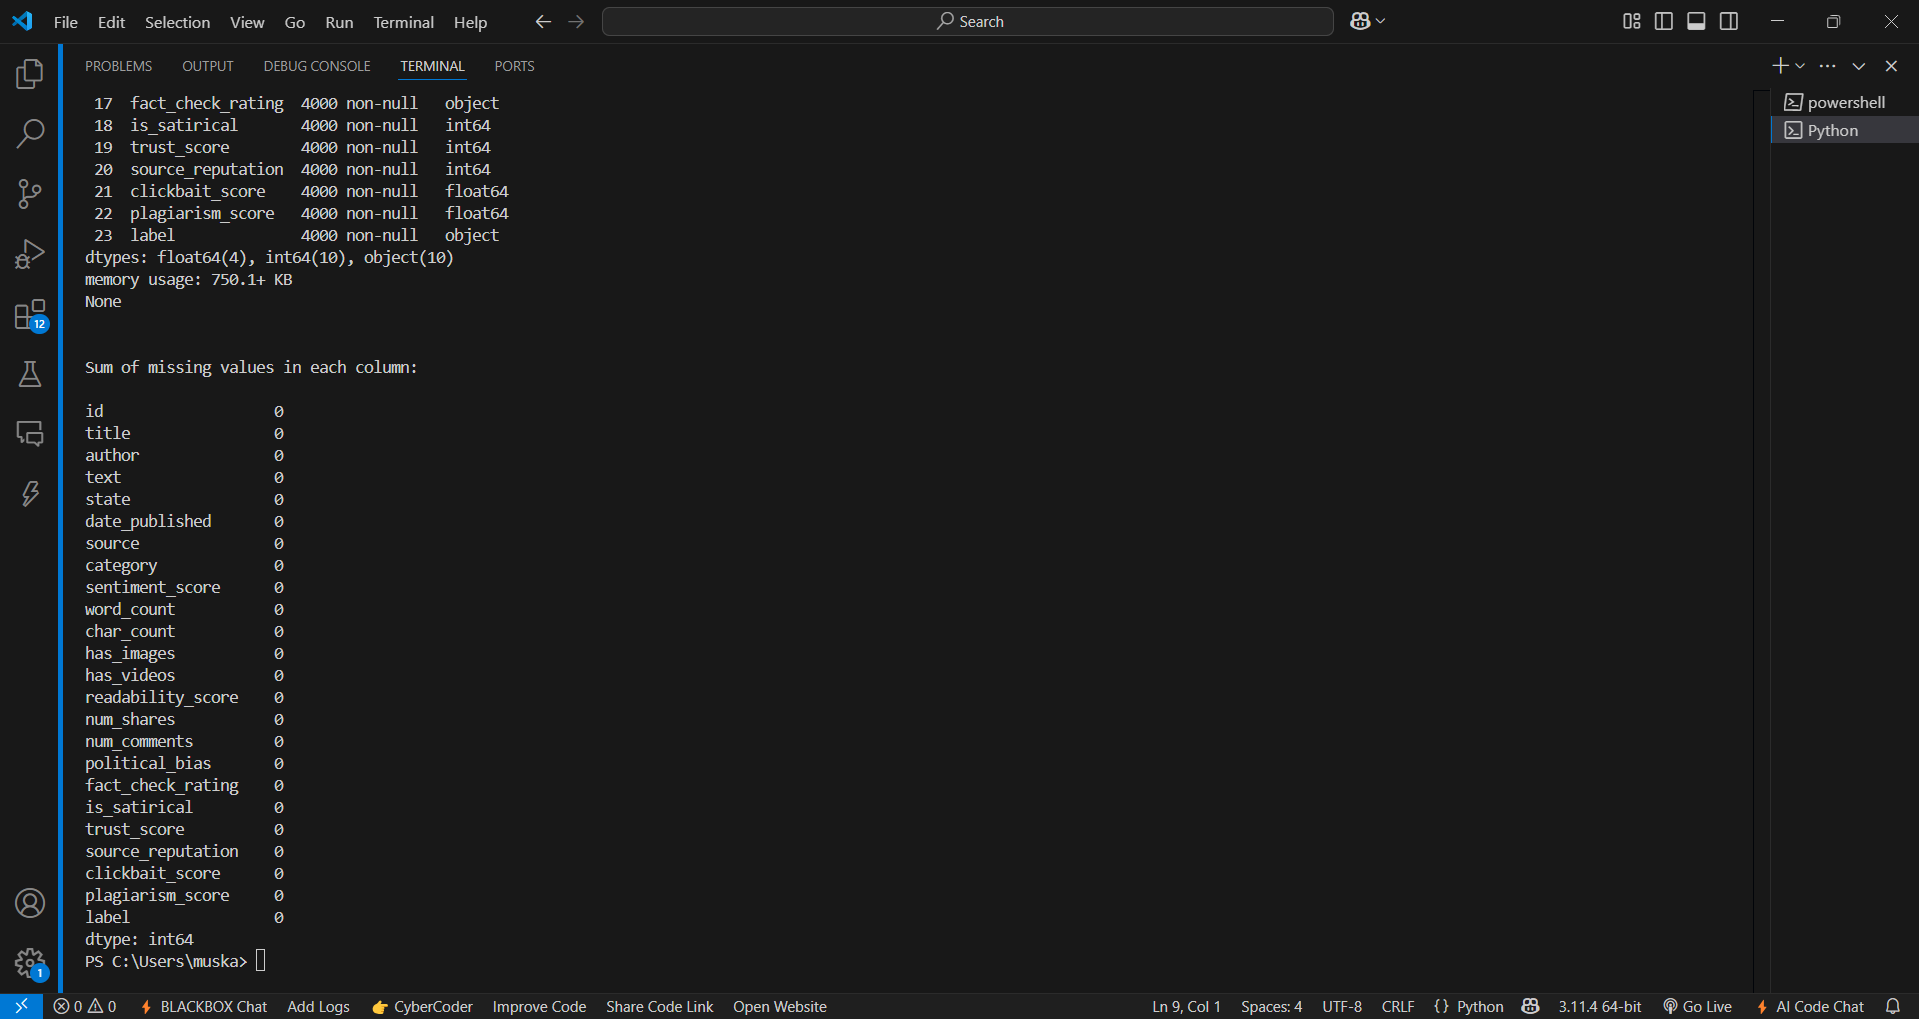 File Edit Selection View Go Run Terminal Help Search
PROBLEMS OUTPUT DEBUG CONSOLE TERMINAL PORTS
17 fact_check_rating 4000 non-null object
18 is_satirical 4000 non-null int64
19 trust_score 4000 non-null int64
20 source_reputation 4000 non-null int64
21 clickbait_score 4000 non-null float64
22 plagiarism_score 4000 non-null float64
23 label 4000 non-null object
dtypes: float64(4), int64(10), object(10)
memory usage: 750.1+ KB
None
Sum of missing values in each column:
id 0
title 0
author 0
text 0
state 0
date_published 0
source 0
category 0
sentiment_score 0
word_count 0
char_count 0
has_images 0
has_videos 0
readability_score 0
num_shares 0
num_comments 0
political_bias 0
fact_check_rating 0
is_satirical 0
trust_score 0
source_reputation 0
clickbait_score 0
plagiarism_score 0
label 0
dtype: int64
PS C:\Users\muska>
powershell
Python
12
1
0 0 BLACKBOX Chat Add Logs 👉 CyberCoder Improve Code Share Code Link Open Website Ln 9, Col 1 Spaces: 4 UTF-8 CRLF {} Python 3.11.4 64-bit Go Live AI Code Chat